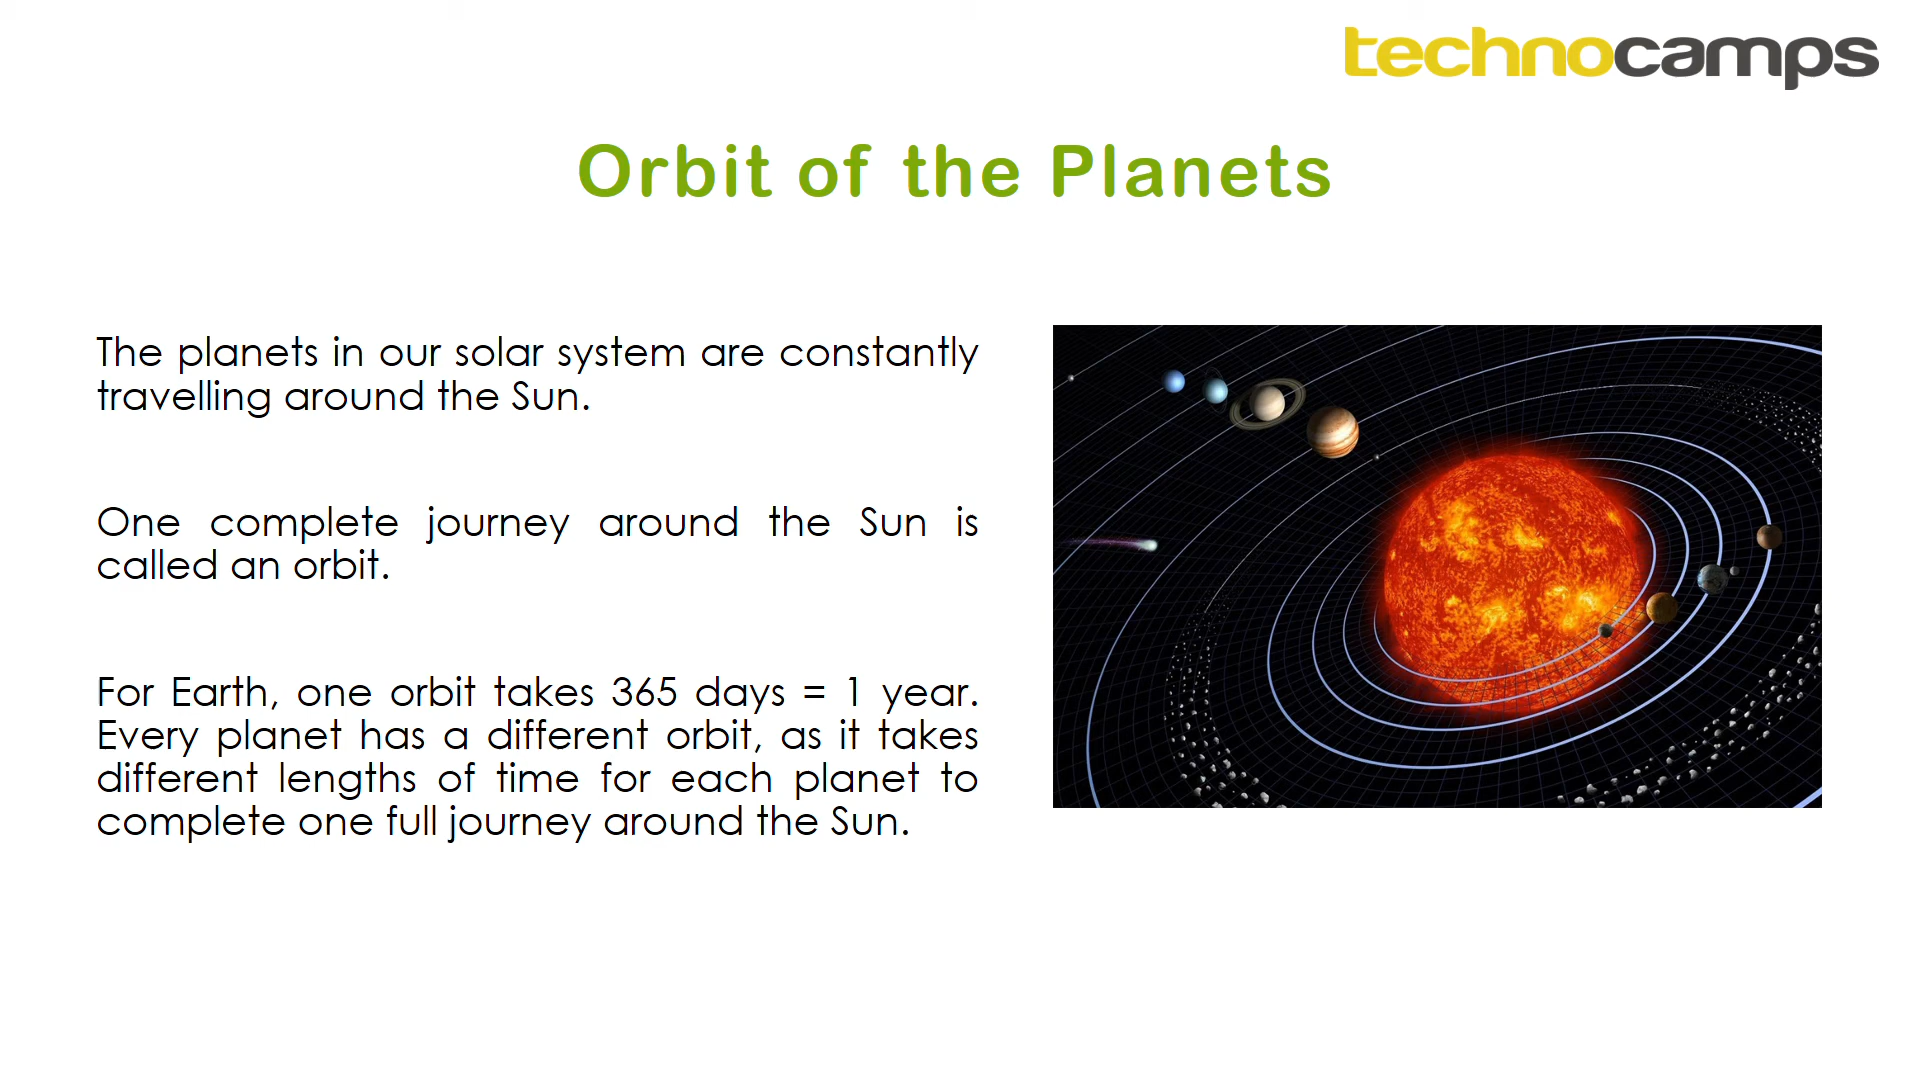 technocamps
Orbit of the Planets
The planets in our solar system are constantly
travelling around the Sun.
One complete journey around the Sun is
called an orbit.
For Earth, one orbit takes 365 days = 1 year.
Every planet has a different orbit, as it takes
different lengths of time for each planet to
complete one full journey around the Sun.